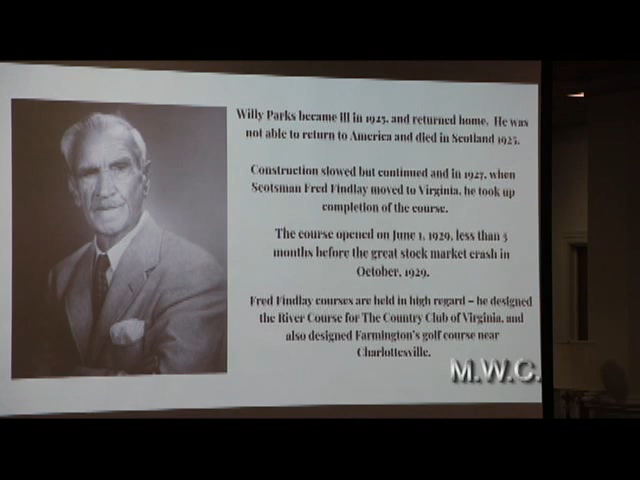 Willy Parks became Ill in 1925, and returned home. He was
not able to return to America and died in Scotland 1925.
Construction slowed but continued and in 1927, when
Scotsman Fred Findlay moved to Virginia, he took up
completion of the course.
The course opened on June 1, 1929, less than 5
months before the great stock market crash in
October, 1929.
Fred Findlay courses are held in high regard – he designed
the River Course for The Country Club of Virginia, and
also designed Farmington's golf course near
Charlottesville.
M.W.C.